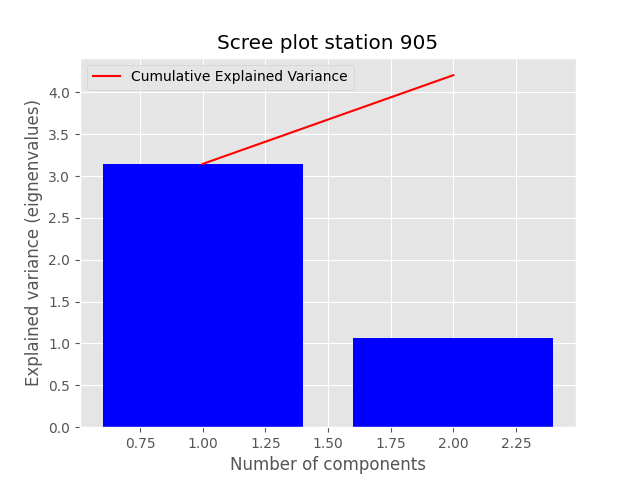 Scree plot station 905
Cumulative Explained Variance
Explained variance (eignenvalues)
4.0
3.5
3.0
2.5
2.0
1.5
1.0
0.5
0.0
0.75 1.00 1.25 1.50 1.75 2.00 2.25
Number of components